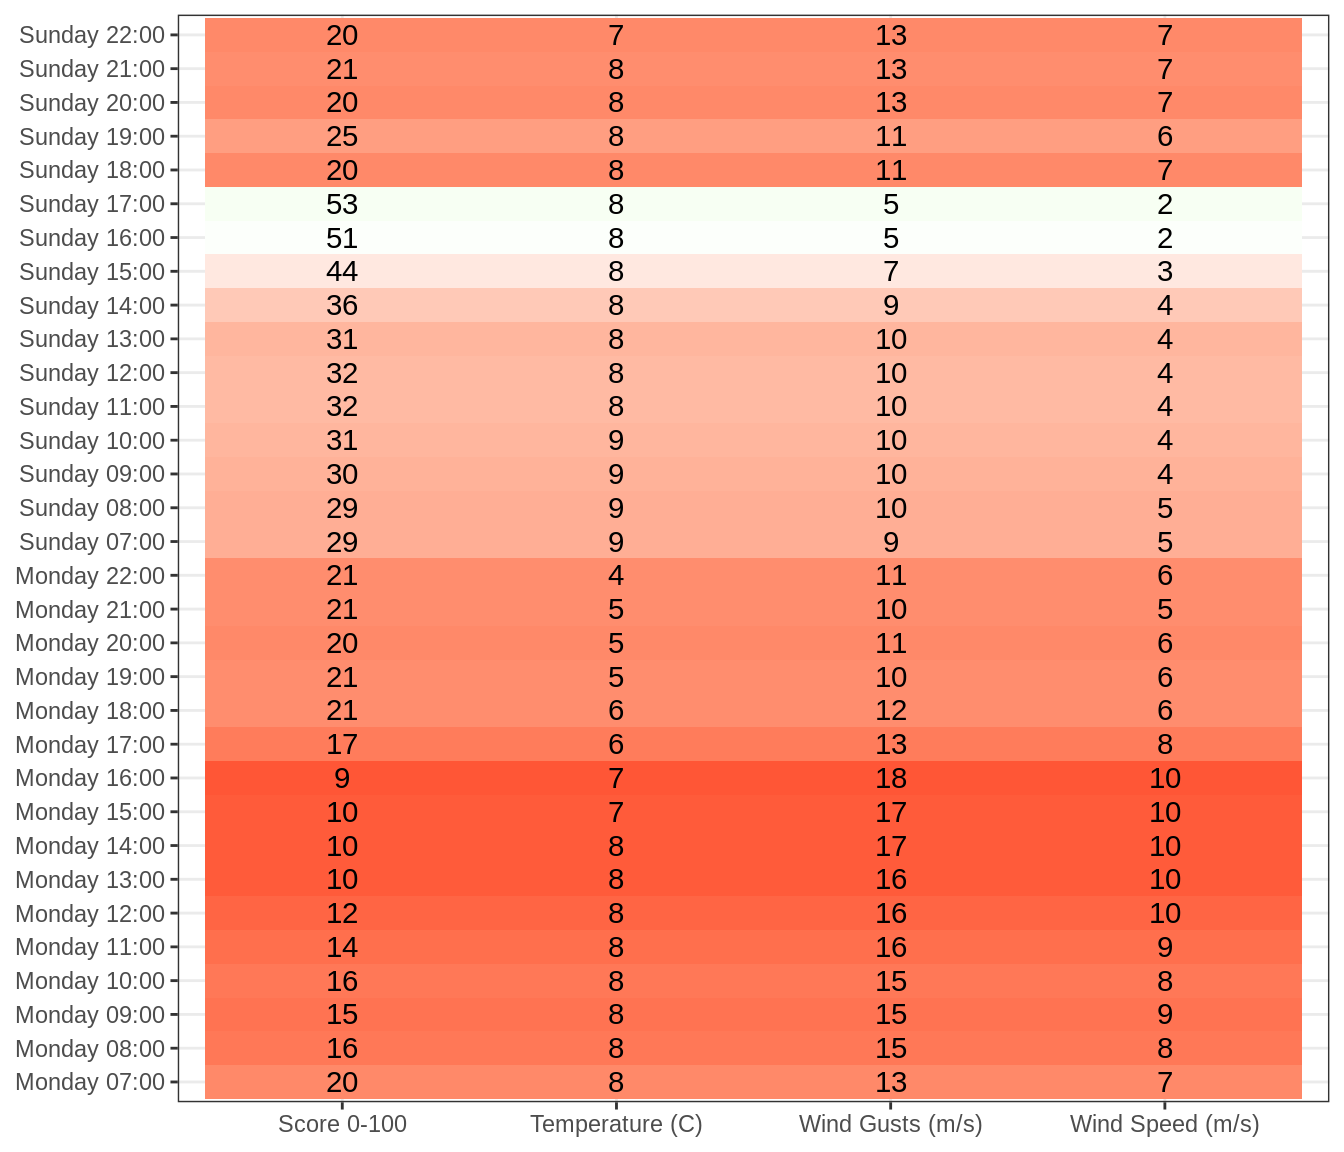 Sunday 22:00 20 7 13 7
Sunday 21:00 21 8 13 7
Sunday 20:00 20 8 13 7
Sunday 19:00 25 8 11 6
Sunday 18:00 20 8 11 7
Sunday 17:00 53 8 5 2
Sunday 16:00 51 8 5 2
Sunday 15:00 44 8 7 3
Sunday 14:00 36 8 9 4
Sunday 13:00 31 8 10 4
Sunday 12:00 32 8 10 4
Sunday 11:00 32 8 10 4
Sunday 10:00 31 9 10 4
Sunday 09:00 30 9 10 4
Sunday 08:00 29 9 10 5
Sunday 07:00 29 9 9 5
Monday 22:00 21 4 11 6
Monday 21:00 21 5 10 5
Monday 20:00 20 5 11 6
Monday 19:00 21 5 10 6
Monday 18:00 21 6 12 6
Monday 17:00 17 6 13 8
Monday 16:00 9 7 18 10
Monday 15:00 10 7 17 10
Monday 14:00 10 8 17 10
Monday 13:00 10 8 16 10
Monday 12:00 12 8 16 10
Monday 11:00 14 8 16 9
Monday 10:00 16 8 15 8
Monday 09:00 15 8 15 9
Monday 08:00 16 8 15 8
Monday 07:00 20 8 13 7
Score 0-100 Temperature (C) Wind Gusts (m/s) Wind Speed (m/s)